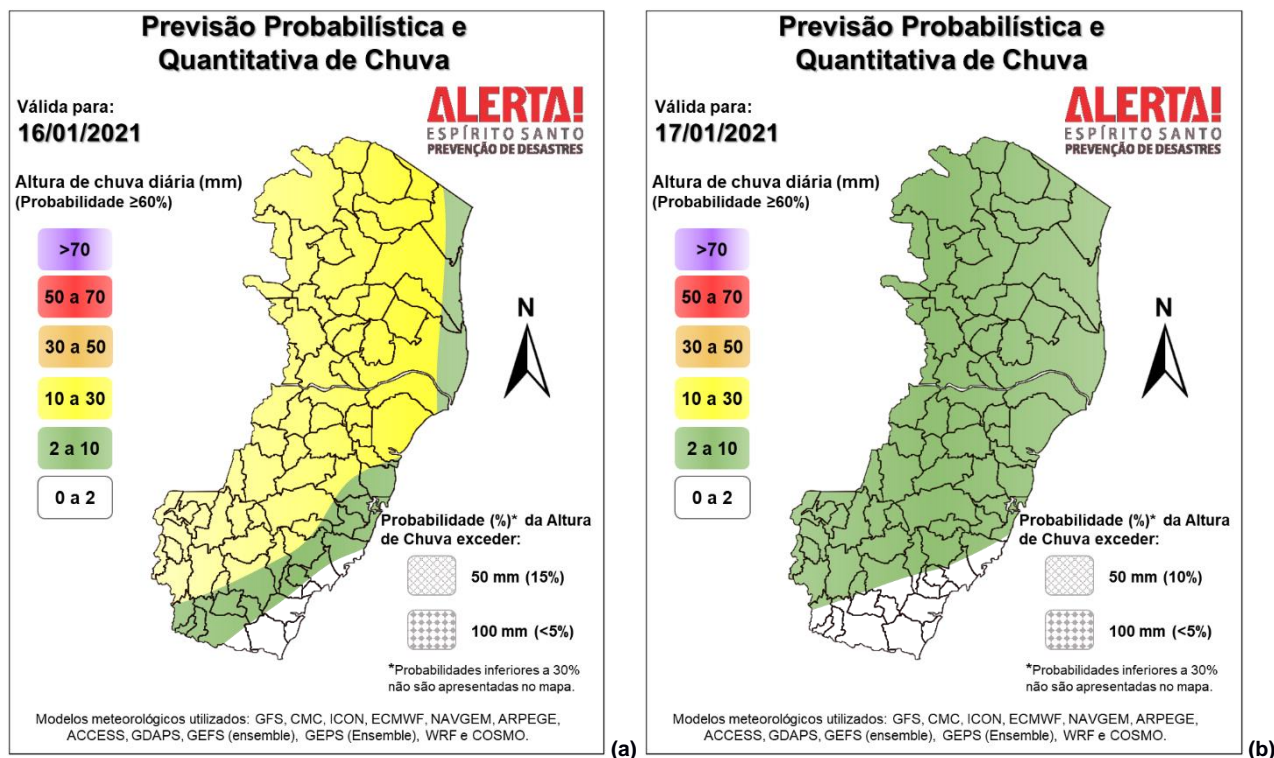 Previsão Probabilística e
Quantitativa de Chuva
Válida para:
16/01/2021
ALERTA!
ESPÍRITO SANTO
PREVENÇÃO DE DESASTRES
Altura de chuva diária (mm)
(Probabilidade ≥60%)
>70
50 a 70
30 a 50
10 a 30
2 a 10
0 a 2
N
Probabilidade (%)* da Altura
de Chuva exceder:
50 mm (15%)
100 mm (<5%)
*Probabilidades inferiores a 30%
não são apresentadas no mapa.
Modelos meteorológicos utilizados: GFS, CMC, ICON, ECMWF, NAVGEM, ARPEGE,
ACCESS, GDAPS, GEFS (ensemble), GEPS (Ensemble), WRF e COSMO.
(a)
Previsão Probabilística e
Quantitativa de Chuva
Válida para:
17/01/2021
ALERTA!
ESPÍRITO SANTO
PREVENÇÃO DE DESASTRES
Altura de chuva diária (mm)
(Probabilidade ≥60%)
>70
50 a 70
30 a 50
10 a 30
2 a 10
0 a 2
N
Probabilidade (%)* da Altura
de Chuva exceder:
50 mm (10%)
100 mm (<5%)
*Probabilidades inferiores a 30%
não são apresentadas no mapa.
Modelos meteorológicos utilizados: GFS, CMC, ICON, ECMWF, NAVGEM, ARPEGE,
ACCESS, GDAPS, GEFS (ensemble), GEPS (Ensemble), WRF e COSMO.
(b)